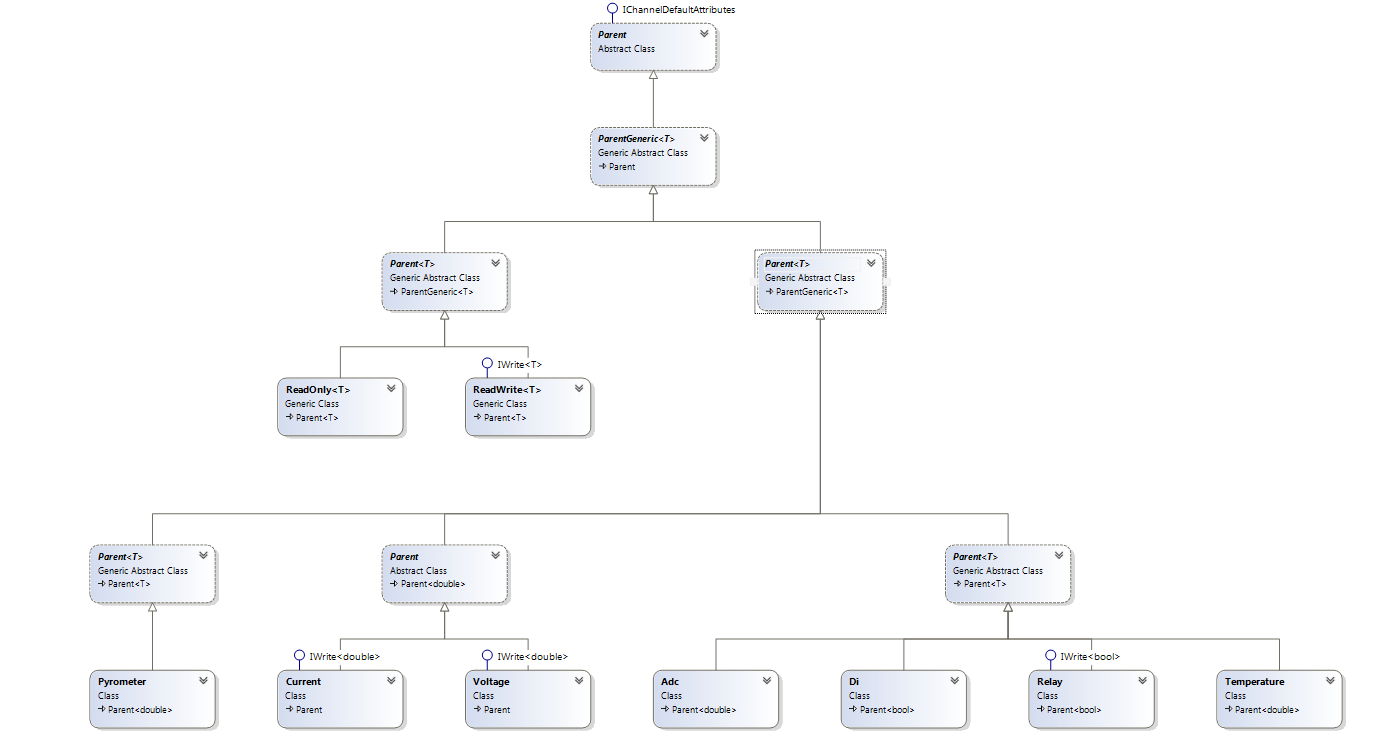 IChannelDefaultAttributes
Parent
Abstract Class
ParentGeneric<T>
Generic Abstract Class
Parent
Parent<T>
Generic Abstract Class
ParentGeneric<T>
Parent<T>
Generic Abstract Class
ParentGeneric<T>
ReadOnly<T>
Generic Class
Parent<T>
IWrite<T>
ReadWrite<T>
Generic Class
Parent<T>
Parent<T>
Generic Abstract Class
Parent<T>
Parent
Abstract Class
Parent<double>
Parent<T>
Generic Abstract Class
Parent<T>
Pyrometer
Class
Parent<double>
IWrite<double>
Current
Class
Parent
IWrite<double>
Voltage
Class
Parent
Adc
Class
Parent<double>
Di
Class
Parent<bool>
IWrite<bool>
Relay
Class
Parent<bool>
Temperature
Class
Parent<double>